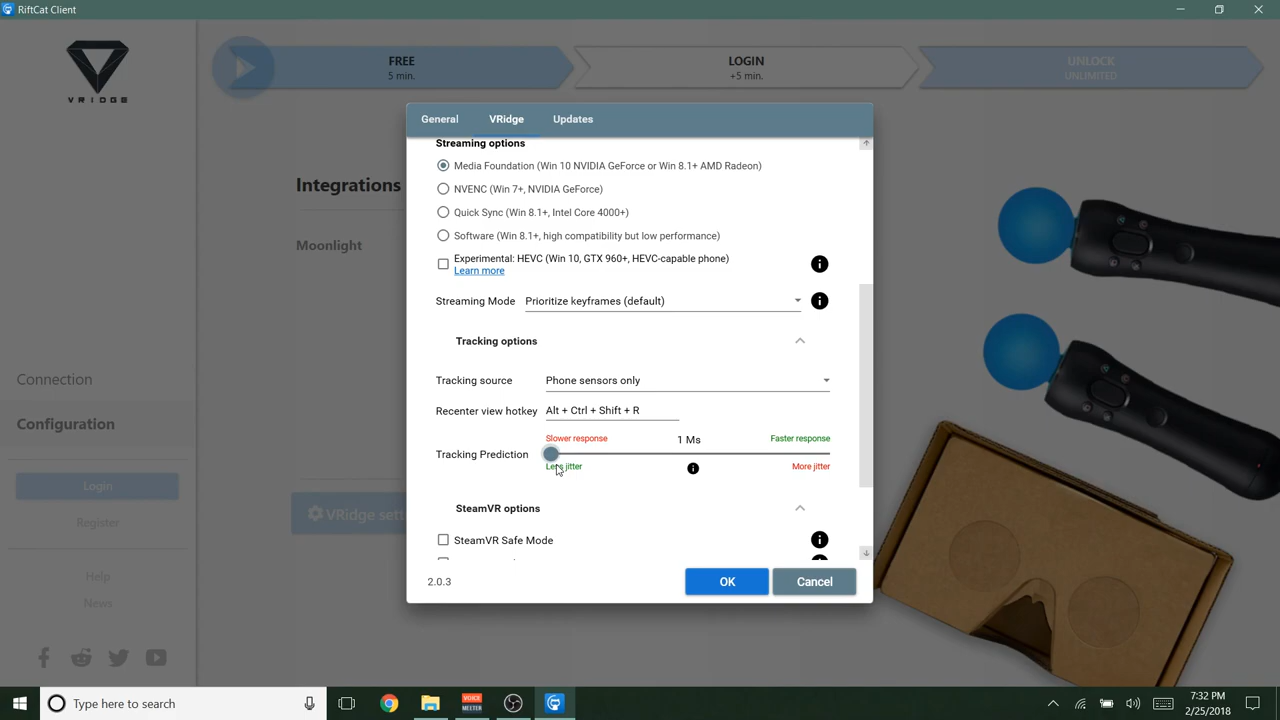 RiftCat Client
VRIDGE
FREE
5 min.
LOGIN
+5 min.
UNLOCK
UNLIMITED
General
VRidge
Updates
Integrations
Moonlight
Streaming options
Media Foundation (Win 10 NVIDIA GeForce or Win 8.1+ AMD Radeon)
NVENC (Win 7+, NVIDIA GeForce)
Quick Sync (Win 8.1+, Intel Core 4000+)
Software (Win 8.1+, high compatibility but low performance)
Experimental: HEVC (Win 10, GTX 960+, HEVC-capable phone)
Learn more
Streaming Mode Prioritize keyframes (default)
Tracking options
Tracking source Phone sensors only
Recenter view hotkey Alt + Ctrl + Shift + R
Slower response 1 Ms Faster response
Tracking Prediction
Less jitter More jitter
SteamVR options
SteamVR Safe Mode
2.0.3
OK
Cancel
Connection
Configuration
Login
Register
Help
News
VRidge sett
Type here to search
VOICE
MEETER
7:32 PM
2/25/2018